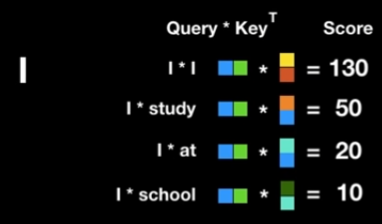 Query * Key^T Score
I I * I * = 130
I * study * = 50
I * at * = 20
I * school * = 10